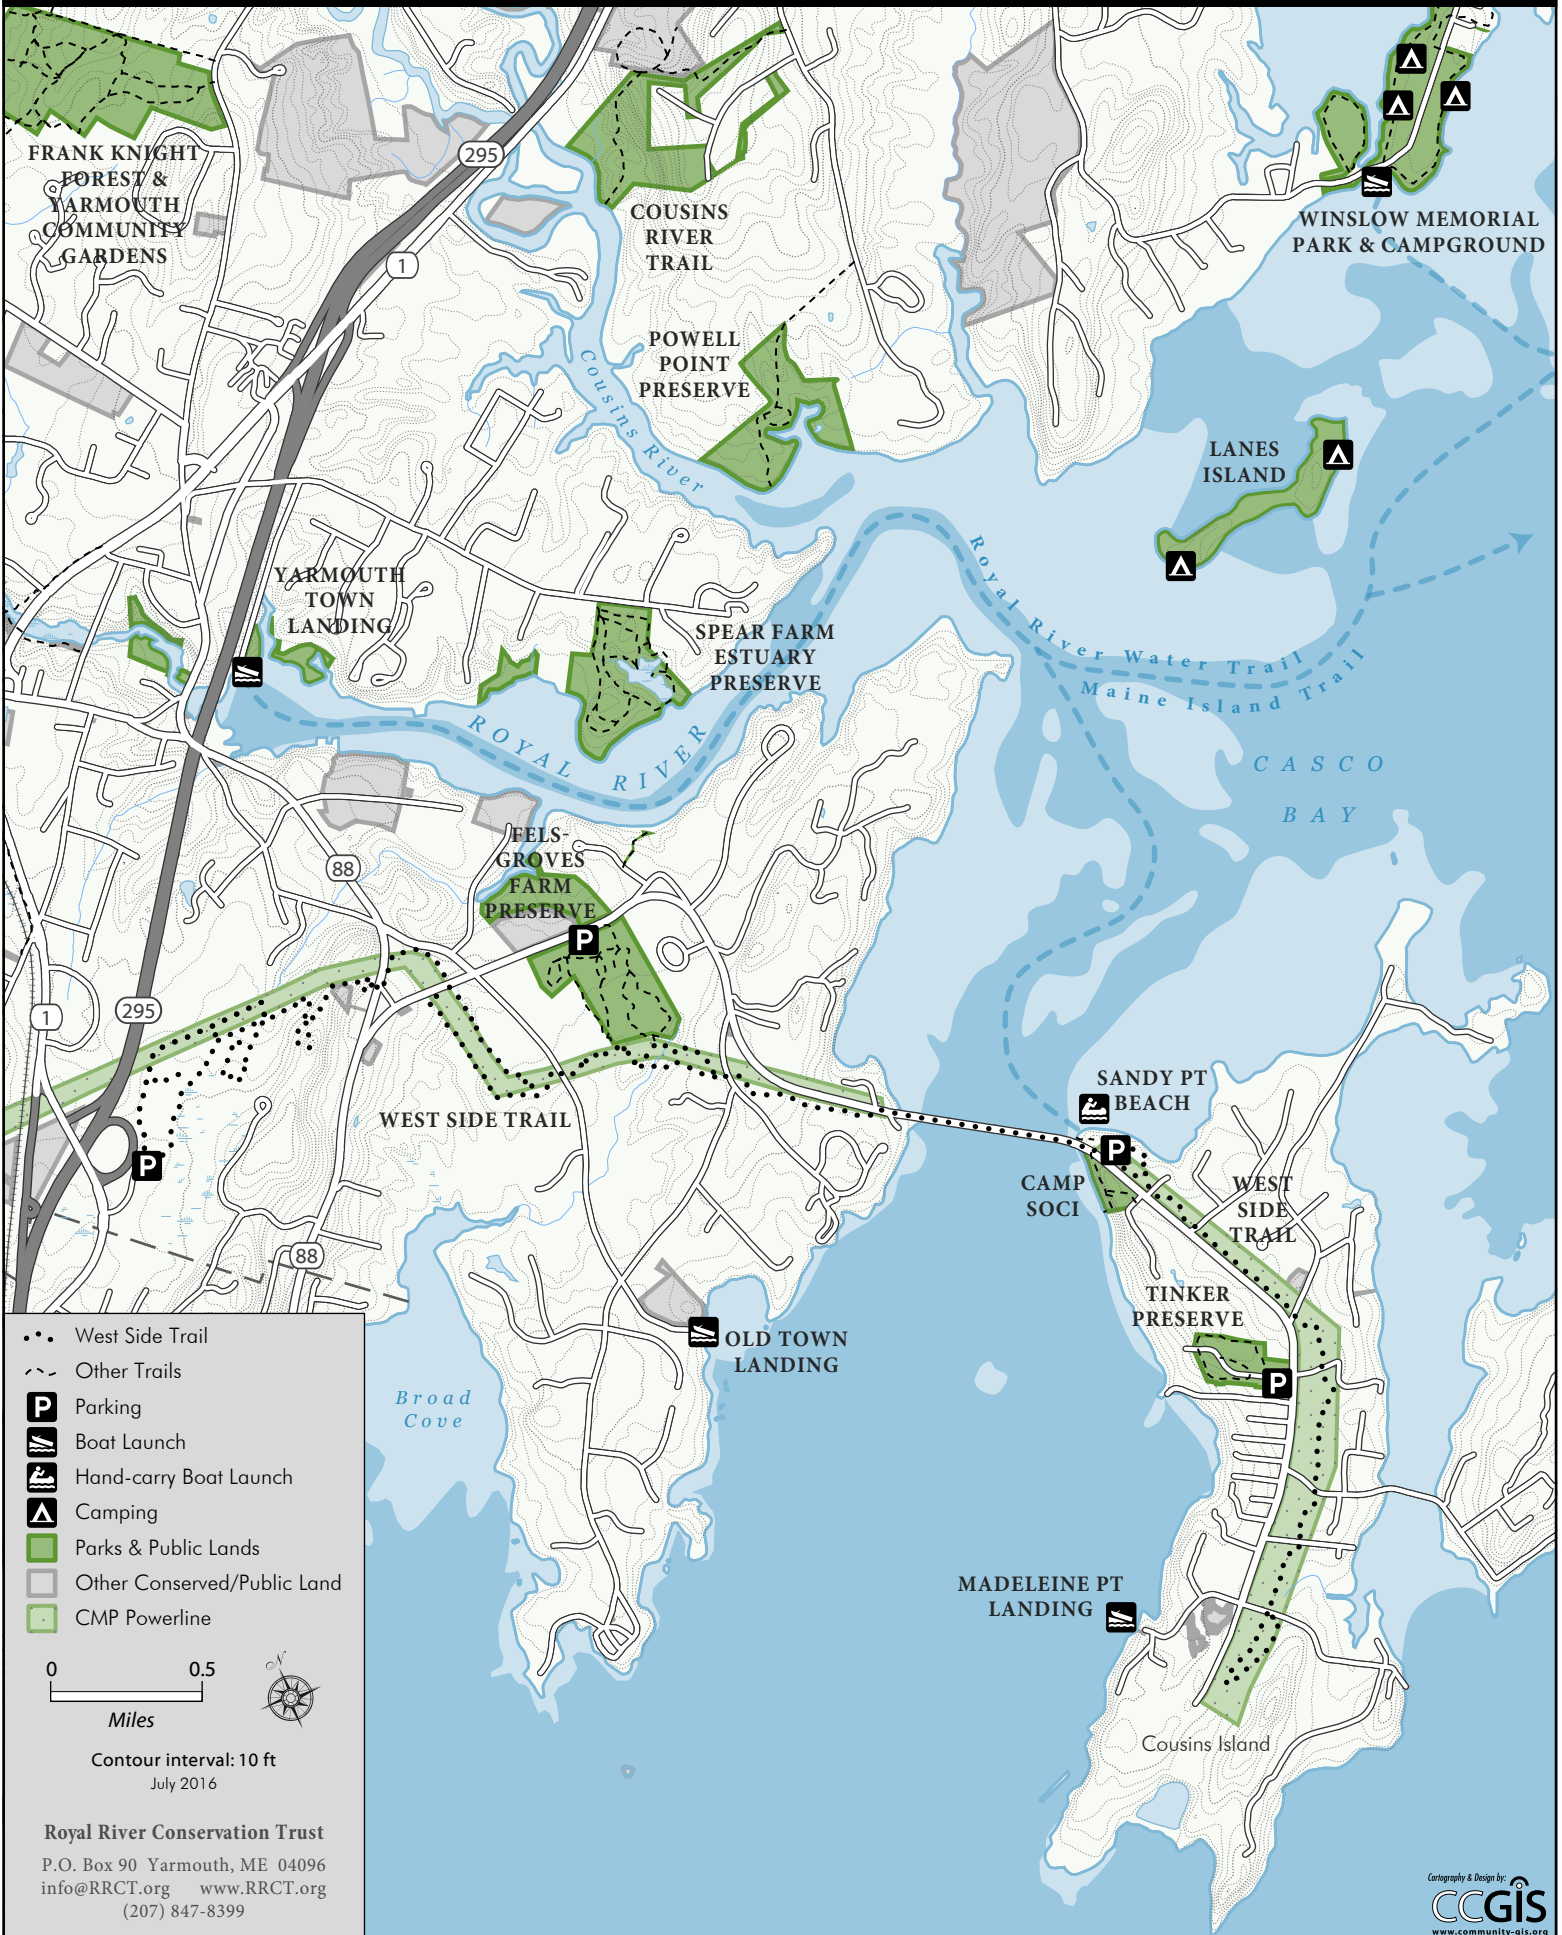 295
FRANK KNIGHT
FOREST &
YARMOUTH
COMMUNITY
GARDENS
COUSINS
RIVER
TRAIL
WINSLOW MEMORIAL
PARK & CAMPGROUND
1
POWELL
POINT
PRESERVE
Cousins River
LANES
ISLAND
YARMOUTH
TOWN
LANDING
SPEAR FARM
ESTUARY
PRESERVE
Royal River Water Trail
Maine Island Trail
ROYAL RIVER
CASCO
BAY
88
FELS-
GROVES
FARM
PRESERVE
P
1
295
WEST SIDE TRAIL
SANDY PT
BEACH
P
P
CAMP
SOCI
WEST
SIDE
TRAIL
88
TINKER
PRESERVE
OLD TOWN
LANDING
P
Broad
Cove
MADELEINE PT
LANDING
Cousins Island
West Side Trail
Other Trails
P Parking
Boat Launch
Hand-carry Boat Launch
Camping
Parks & Public Lands
Other Conserved/Public Land
CMP Powerline
0 0.5
Miles
N
Contour interval: 10 ft
July 2016
Royal River Conservation Trust
P.O. Box 90 Yarmouth, ME 04096
info@RRCT.org www.RRCT.org
(207) 847-8399
Cartography & Design by:
CCGIS
www.community-gis.org